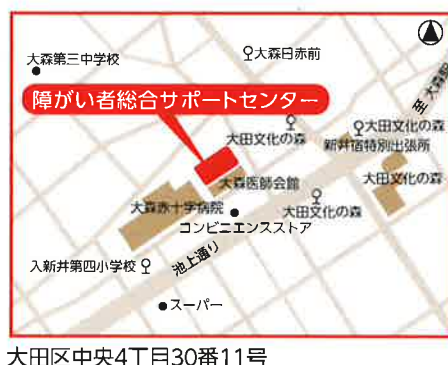 大森日赤前
大森第三中学校
障がい者総合サポートセンター
至 大森駅
大田文化の森
大田文化の森
新井宿特別出張所
大森医師会館
大田文化の森
大森赤十字病院
大田文化の森
コンビニエンスストア
池上通り
入新井第四小学校
スーパー
大田区中央4丁目30番11号